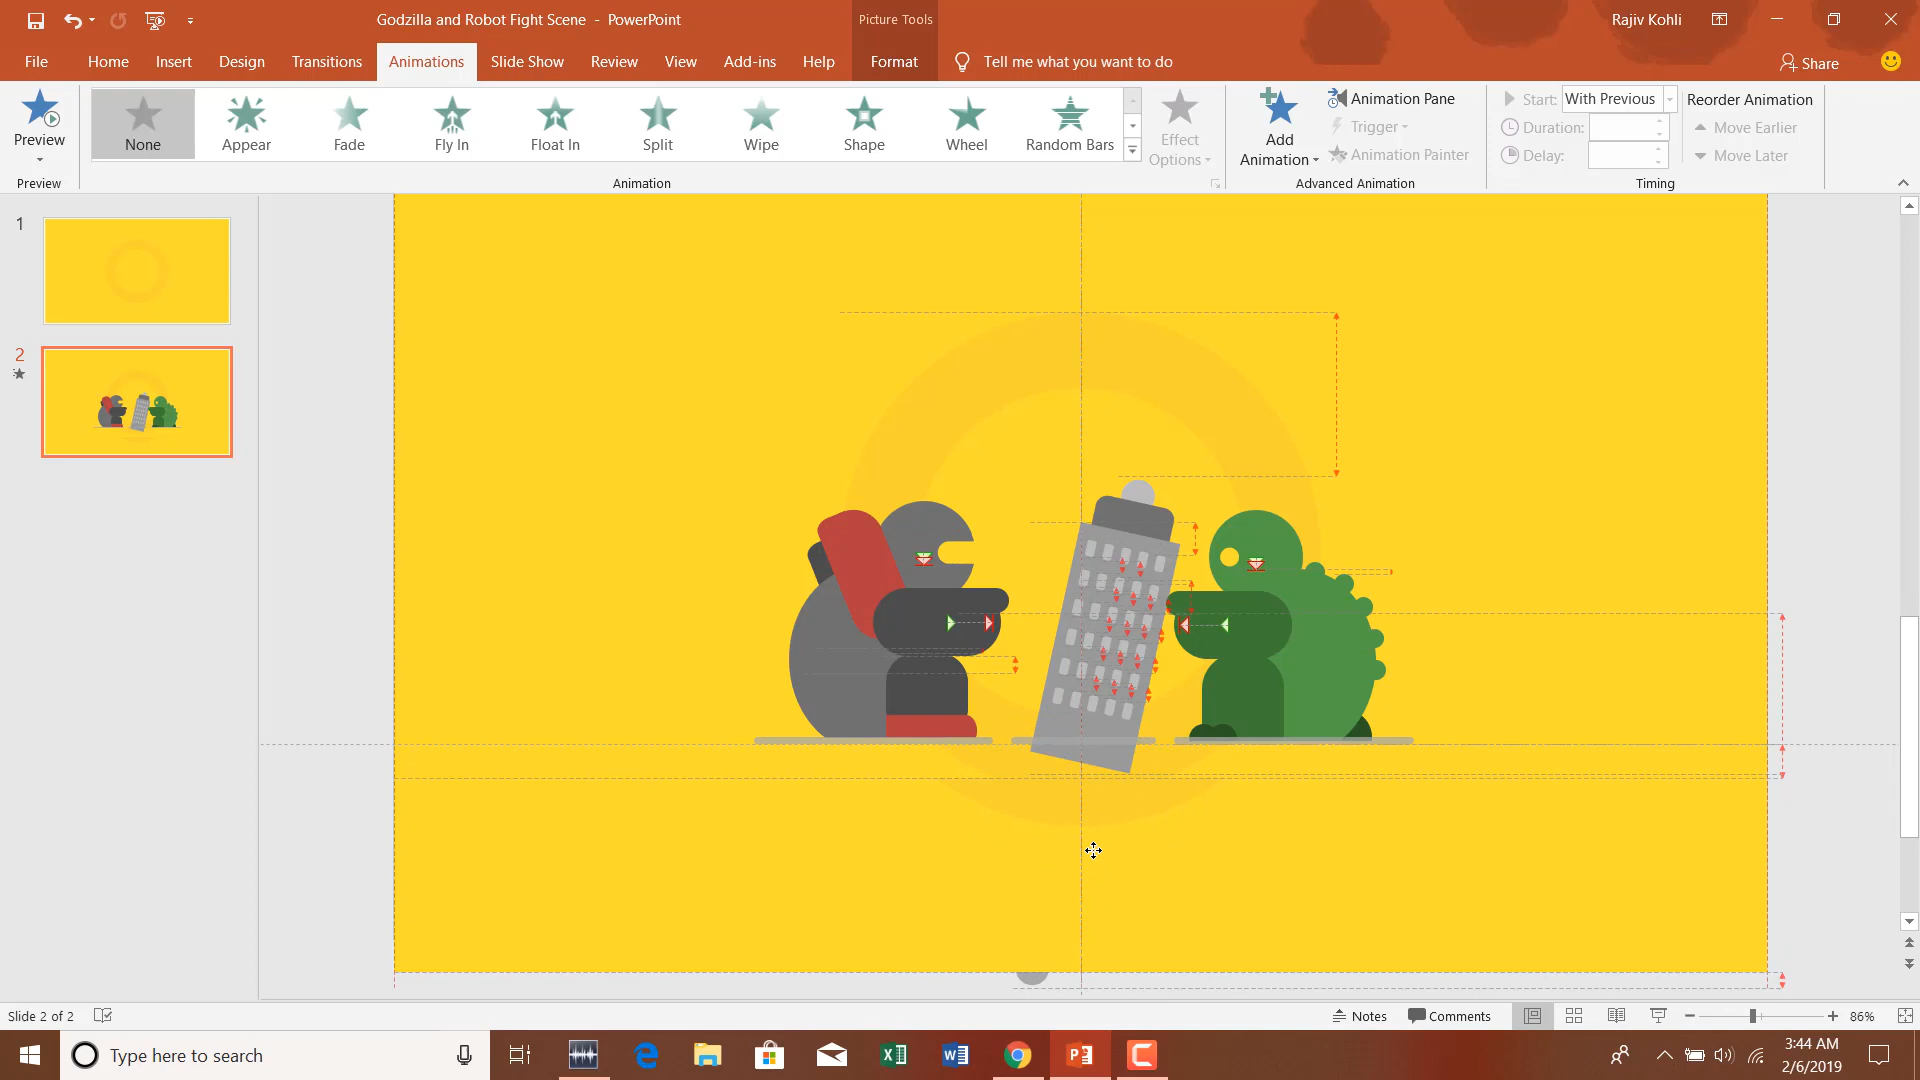 Godzilla and Robot Fight Scene - PowerPoint
Picture Tools
Rajiv Kohli
File Home Insert Design Transitions Animations Slide Show Review View Add-ins Help Format Tell me what you want to do Share
Preview
None Appear Fade Fly In Float In Split Wipe Shape Wheel Random Bars
Effect Options
Add Animation
Animation Pane
Trigger
Animation Painter
Start: With Previous
Duration:
Delay:
Reorder Animation
Move Earlier
Move Later
Preview Animation Advanced Animation Timing
1
2
Slide 2 of 2 Notes Comments 86%
Type here to search
3:44 AM
2/6/2019